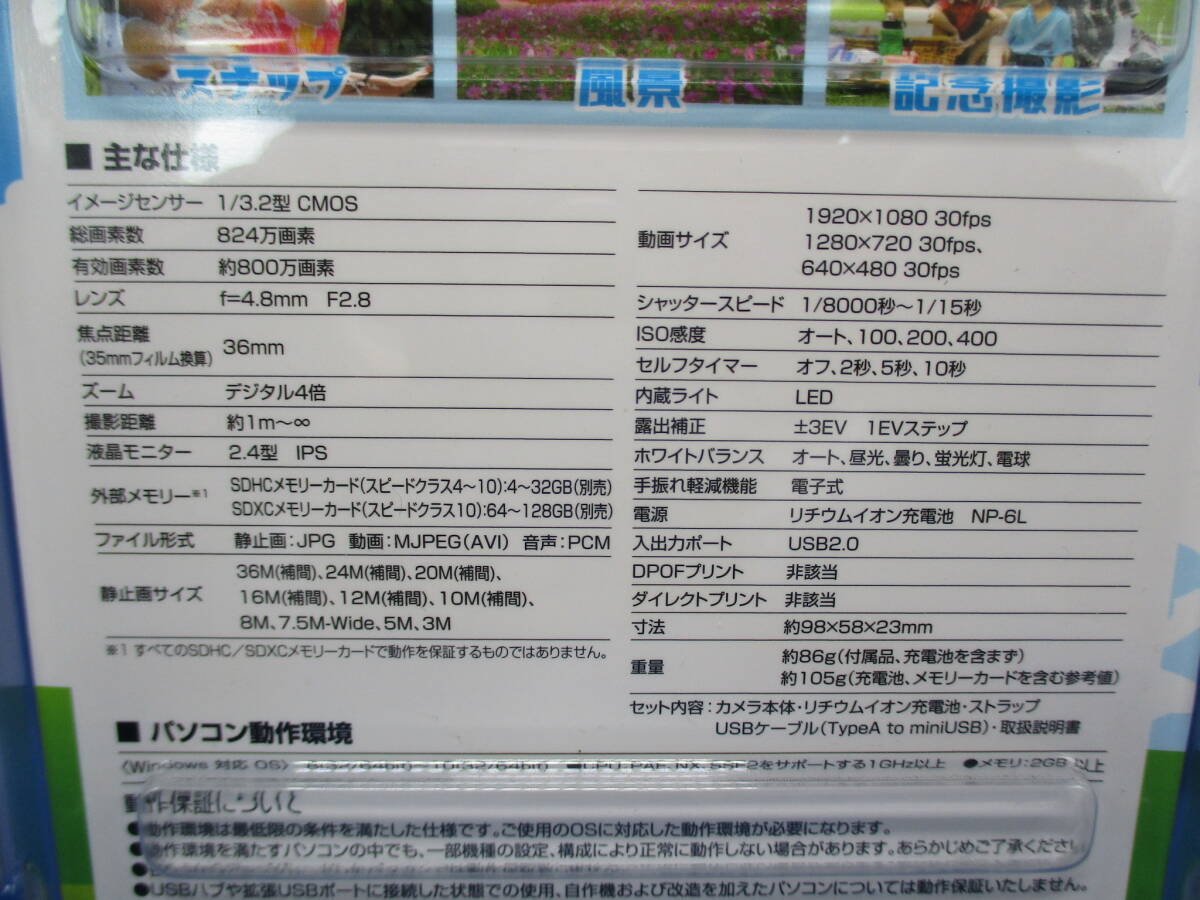 スナップ
風景
記念撮影
■ 主な仕様
イメージセンサー 1/3.2型 CMOS
総画素数 824万画素
有効画素数 約800万画素
レンズ f=4.8mm F2.8
焦点距離
(35mmフィルム換算) 36mm
ズーム デジタル4倍
撮影距離 約1m〜∞
液晶モニター 2.4型 IPS
外部メモリー※1 SDHCメモリーカード(スピードクラス4〜10):4〜32GB(別売)
SDXCメモリーカード(スピードクラス10):64〜128GB(別売)
ファイル形式 静止画:JPG 動画:MJPEG(AVI) 音声:PCM
静止画サイズ 36M(補間)、24M(補間)、20M(補間)、
16M(補間)、12M(補間)、10M(補間)、
8M、7.5M-Wide、5M、3M
※1 すべてのSDHC/SDXCメモリーカードで動作を保証するものではありません。
動画サイズ 1920×1080 30fps
1280×720 30fps、
640×480 30fps
シャッタースピード 1/8000秒〜1/15秒
ISO感度 オート、100、200、400
セルフタイマー オフ、2秒、5秒、10秒
内蔵ライト LED
露出補正 ±3EV 1EVステップ
ホワイトバランス オート、昼光、曇り、蛍光灯、電球
手振れ軽減機能 電子式
電源 リチウムイオン充電池 NP-6L
入出力ポート USB2.0
DPOFプリント 非該当
ダイレクトプリント 非該当
寸法 約98×58×23mm
重量 約86g(付属品、充電池を含まず)
約105g(充電池、メモリーカードを含む参考値)
セット内容:カメラ本体・リチウムイオン充電池・ストラップ
USBケーブル(TypeA to miniUSB)・取扱説明書
■ パソコン動作環境
〈Windows 対応 OS〉 ■CPU:PAE、NX、SSE2をサポートする1GHz以上 ●メモリ:2GB以上
動作保証について
●動作環境は最低限の条件を満たした仕様です。ご使用のOSに対応した動作環境が必要になります。
●動作環境を満たすパソコンの中でも、一部機種の設定、構成により正常に動作しない場合があります。あらかじめご了承ください
●USBハブや拡張USBポートに接続した状態での使用、自作機および改造を加えたパソコンについては動作保証いたしません。